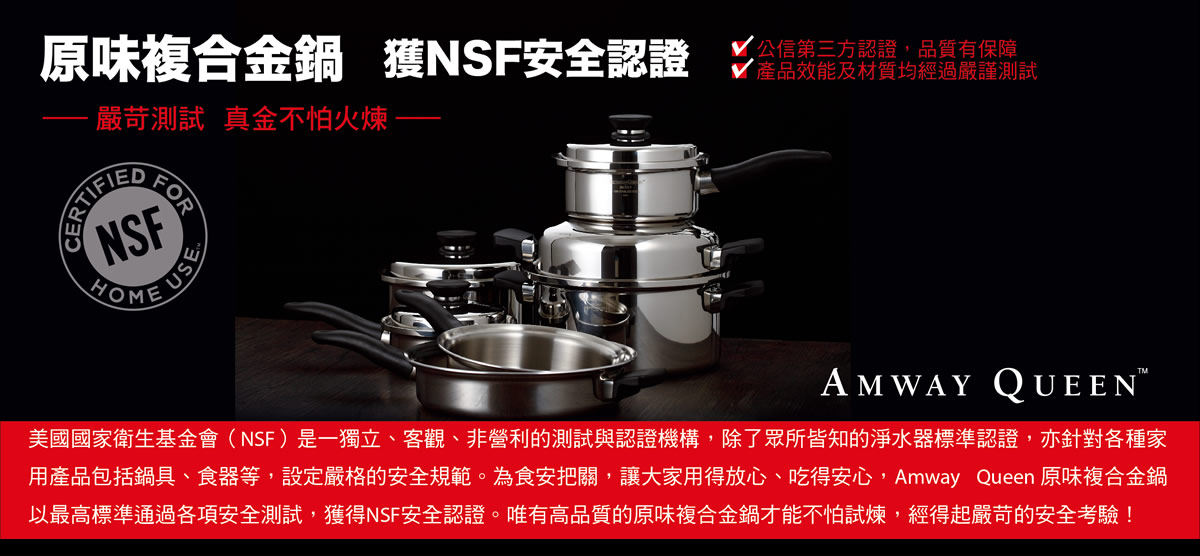 原味複合金鍋 獲NSF安全認證
公信第三方認證，品質有保障
產品效能及材質均經過嚴謹測試
嚴苛測試 真金不怕火煉
CERTIFIED FOR
NSF
HOME USE™
AMWAY QUEEN™
美國國家衛生基金會（NSF）是一獨立、客觀、非營利的測試與認證機構，除了眾所皆知的淨水器標準認證，亦針對各種家
用產品包括鍋具、食器等，設定嚴格的安全規範。為食安把關，讓大家用得放心、吃得安心，Amway Queen 原味複合金鍋
以最高標準通過各項安全測試，獲得NSF安全認證。唯有高品質的原味複合金鍋才能不怕試煉，經得起嚴苛的安全考驗！